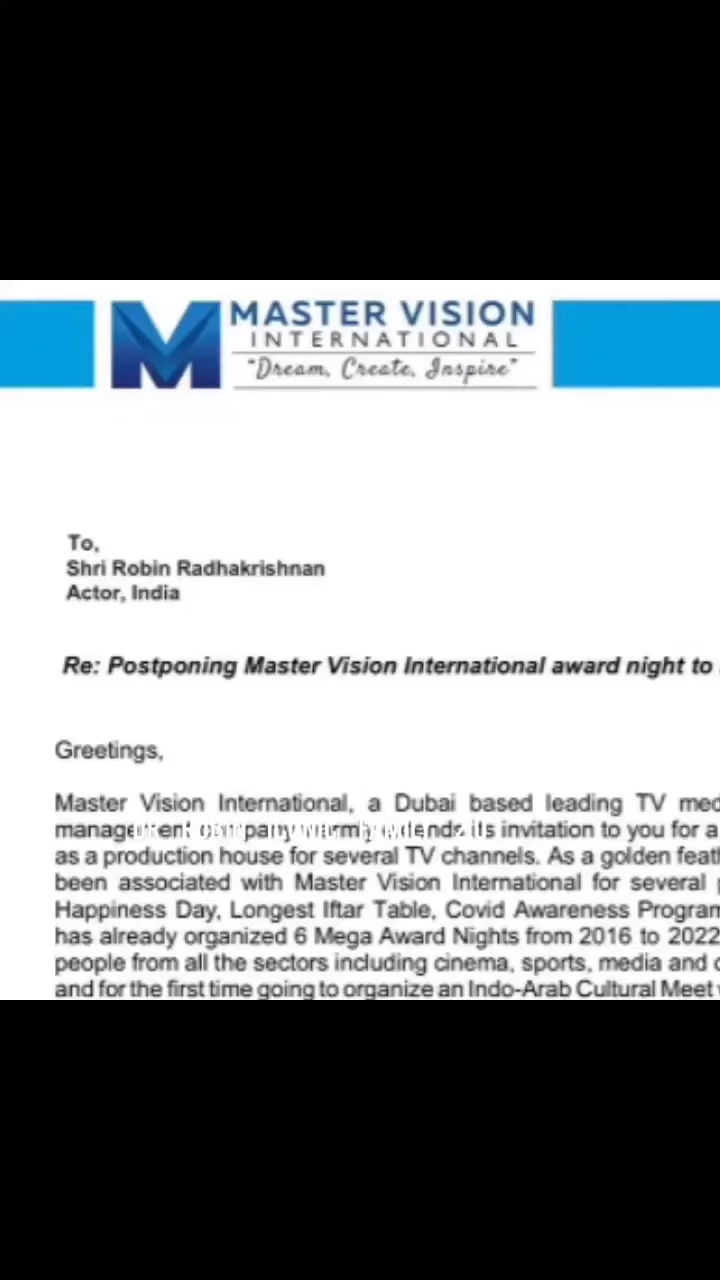 MASTER VISION
INTERNATIONAL
"Dream, Create, Inspire"
To,
Shri Robin Radhakrishnan
Actor, India
Re: Postponing Master Vision International award night to
Greetings,
Master Vision International, a Dubai based leading TV med
its invitation to you for a
as a production house for several TV channels. As a golden feat
been associated with Master Vision International for several p
Happiness Day, Longest Iftar Table, Covid Awareness Program
has already organized 6 Mega Award Nights from 2016 to 2022
people from all the sectors including cinema, sports, media and
and for the first time going to organize an Indo-Arab Cultural Meet